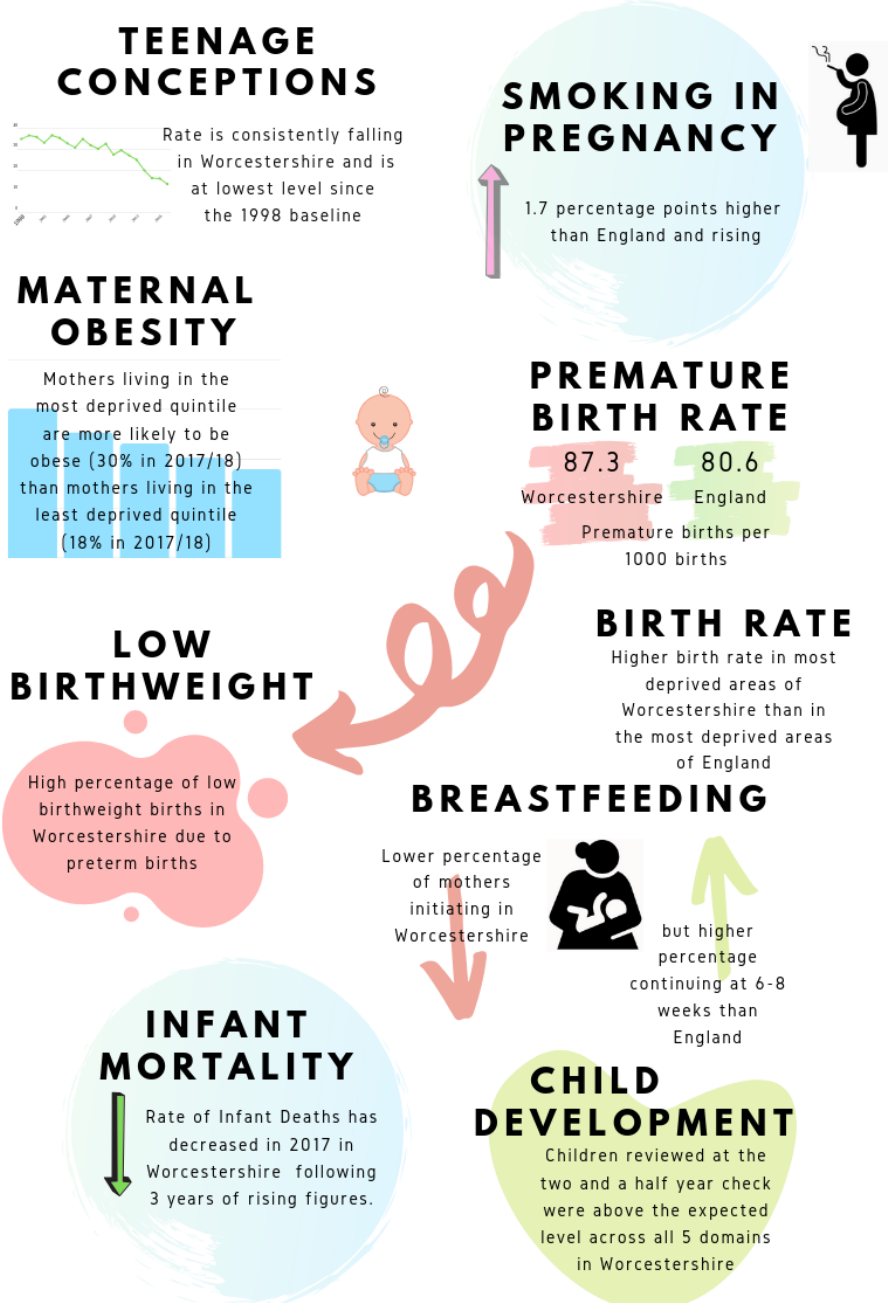 TEENAGE
CONCEPTIONS
Rate is consistently falling
in Worcestershire and is
at lowest level since
the 1998 baseline
SMOKING IN
PREGNANCY
1.7 percentage points higher
than England and rising
MATERNAL
OBESITY
Mothers living in the
most deprived quintile
are more likely to be
obese (30% in 2017/18)
than mothers living in the
least deprived quintile
(18% in 2017/18)
PREMATURE
BIRTH RATE
87.3 80.6
Worcestershire England
Premature births per
1000 births
BIRTH RATE
Higher birth rate in most
deprived areas of
Worcestershire than in
the most deprived areas
of England
LOW
BIRTHWEIGHT
High percentage of low
birthweight births in
Worcestershire due to
preterm births
BREASTFEEDING
Lower percentage
of mothers
initiating in
Worcestershire
but higher
percentage
continuing at 6-8
weeks than
England
INFANT
MORTALITY
Rate of Infant Deaths has
decreased in 2017 in
Worcestershire following
3 years of rising figures.
CHILD
DEVELOPMENT
Children reviewed at the
two and a half year check
were above the expected
level across all 5 domains
in Worcestershire